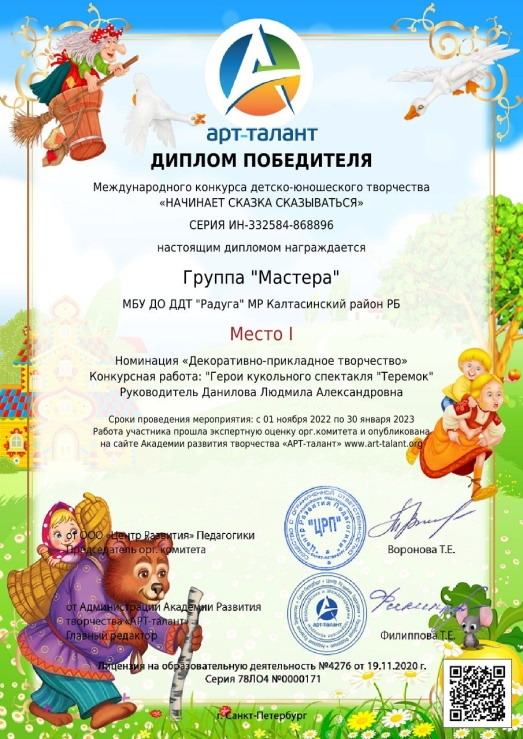 АРТ-ТАЛАНТ
ДИПЛОМ ПОБЕДИТЕЛЯ
Международного конкурса детско-юношеского творчества
«НАЧИНАЕТ СКАЗКА СКАЗЫВАТЬСЯ»
СЕРИЯ ИН-332584-868896
настоящим дипломом награждается
Группа "Мастера"
МБУ ДО ДДТ "Радуга" МР Калтасинский район РБ
Место I
Номинация «Декоративно-прикладное творчество»
Конкурсная работа: "Герои кукольного спектакля "Теремок"
Руководитель Данилова Людмила Александровна
Сроки проведения мероприятия: с 01 ноября 2022 по 30 января 2023
Работа участника прошла экспертную оценку орг.комитета и опубликована
на сайте Академии развития творчества «АРТ-талант» www.art-talant.org
"ЦРП"
от ООО «Центр Развития» Педагогики
Председатель орг. комитета
Воронова Т.Е.
от Администрации Академии Развития
творчества «АРТ-талант»
Главный редактор
АРТ-ТАЛАНТ
Филиппова Т.Е.
Лицензия на образовательную деятельность №4276 от 19.11.2020 г.
Серия 78ЛО4 №0000171
г. Санкт-Петербург